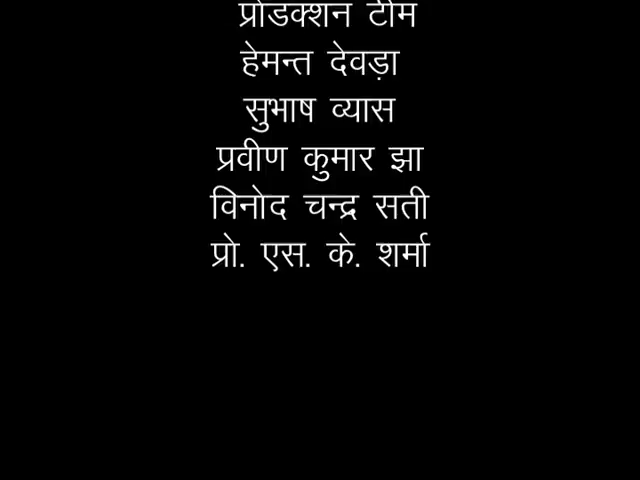 प्रोडक्शन टीम
हेमन्त देवड़ा
सुभाष व्यास
प्रवीण कुमार झा
विनोद चन्द्र सती
प्रो. एस. के. शर्मा